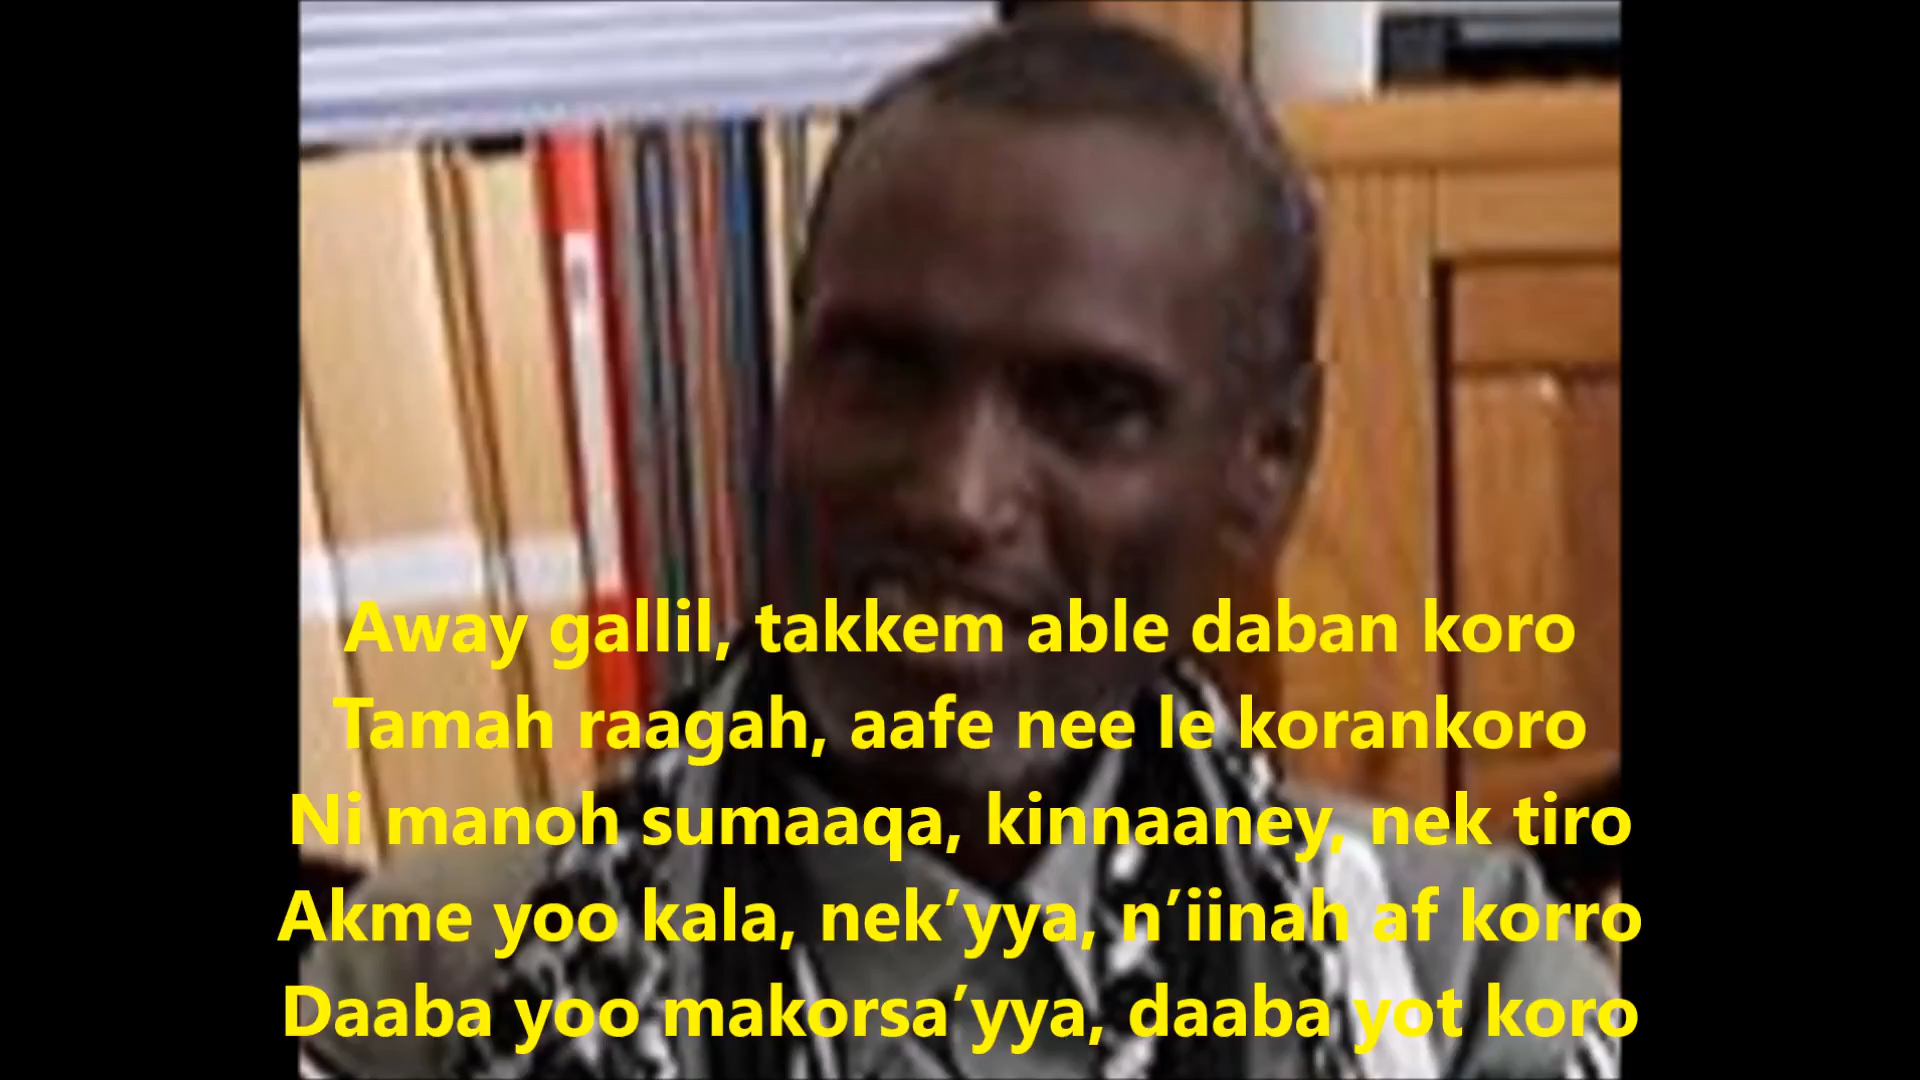 Away gallil, takkem able daban koro
Tamah raagah, aafe nee le korankoro
Ni manoh sumaaqa, kinnaaney, nek tiro
Akme yoo kala, nek’yya, n’iinah af korro
Daaba yoo makorsa’yya, daaba yot koro